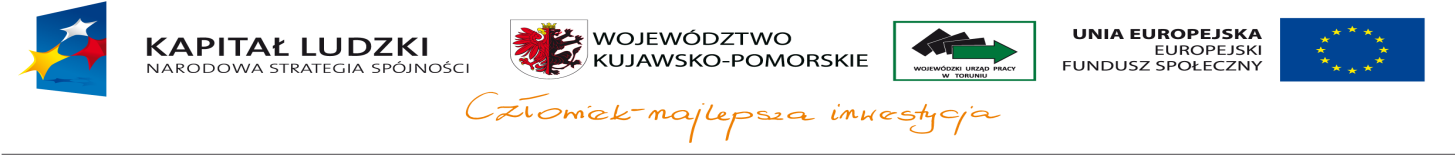 KAPITAŁ LUDZKI
NARODOWA STRATEGIA SPÓJNOŚCI
WOJEWÓDZTWO
KUJAWSKO-POMORSKIE
WOJEWÓDZKI URZĄD PRACY
W TORUNIU
UNIA EUROPEJSKA
EUROPEJSKI
FUNDUSZ SPOŁECZNY
Człowiek-najlepsza inwestycja